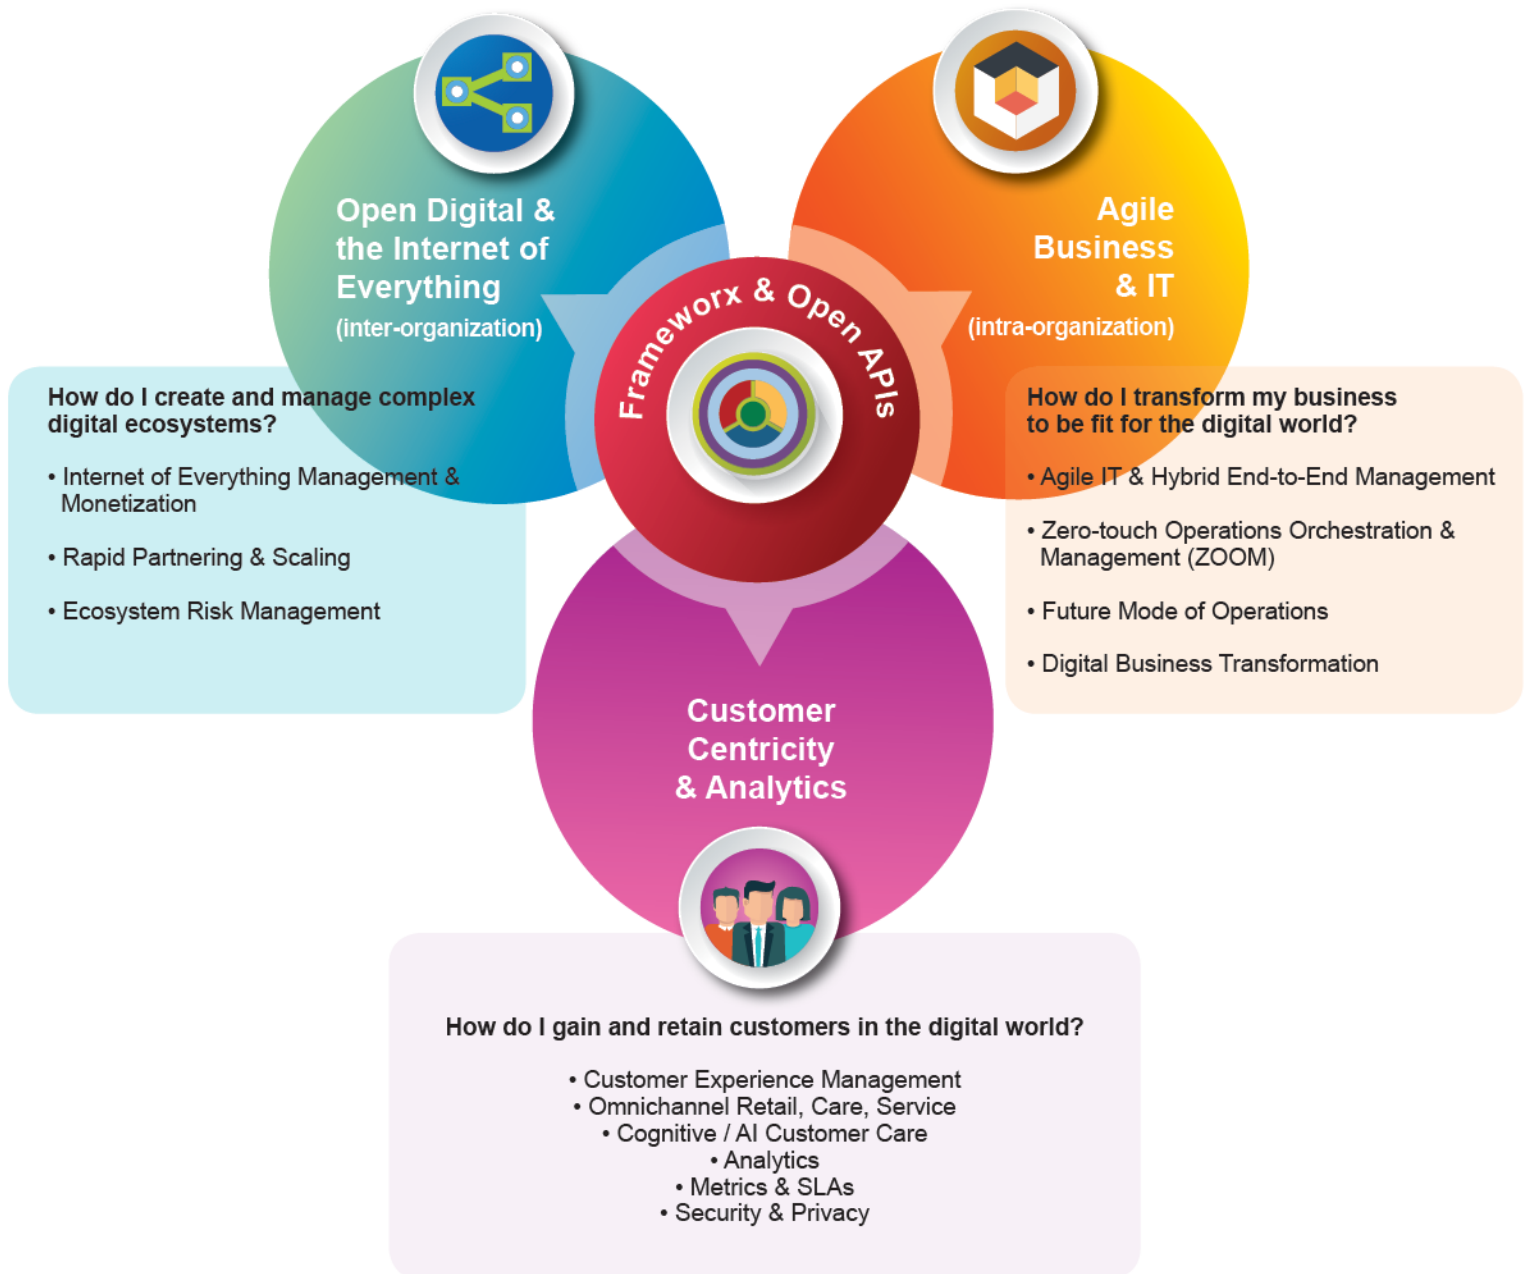 Open Digital &
the Internet of
Everything
(inter-organization)
Agile
Business
& IT
(intra-organization)
Frameworx & Open APIs
How do I create and manage complex
digital ecosystems?
• Internet of Everything Management &
Monetization
• Rapid Partnering & Scaling
• Ecosystem Risk Management
How do I transform my business
to be fit for the digital world?
• Agile IT & Hybrid End-to-End Management
• Zero-touch Operations Orchestration &
Management (ZOOM)
• Future Mode of Operations
• Digital Business Transformation
Customer
Centricity
& Analytics
How do I gain and retain customers in the digital world?
• Customer Experience Management
• Omnichannel Retail, Care, Service
• Cognitive / AI Customer Care
• Analytics
• Metrics & SLAs
• Security & Privacy